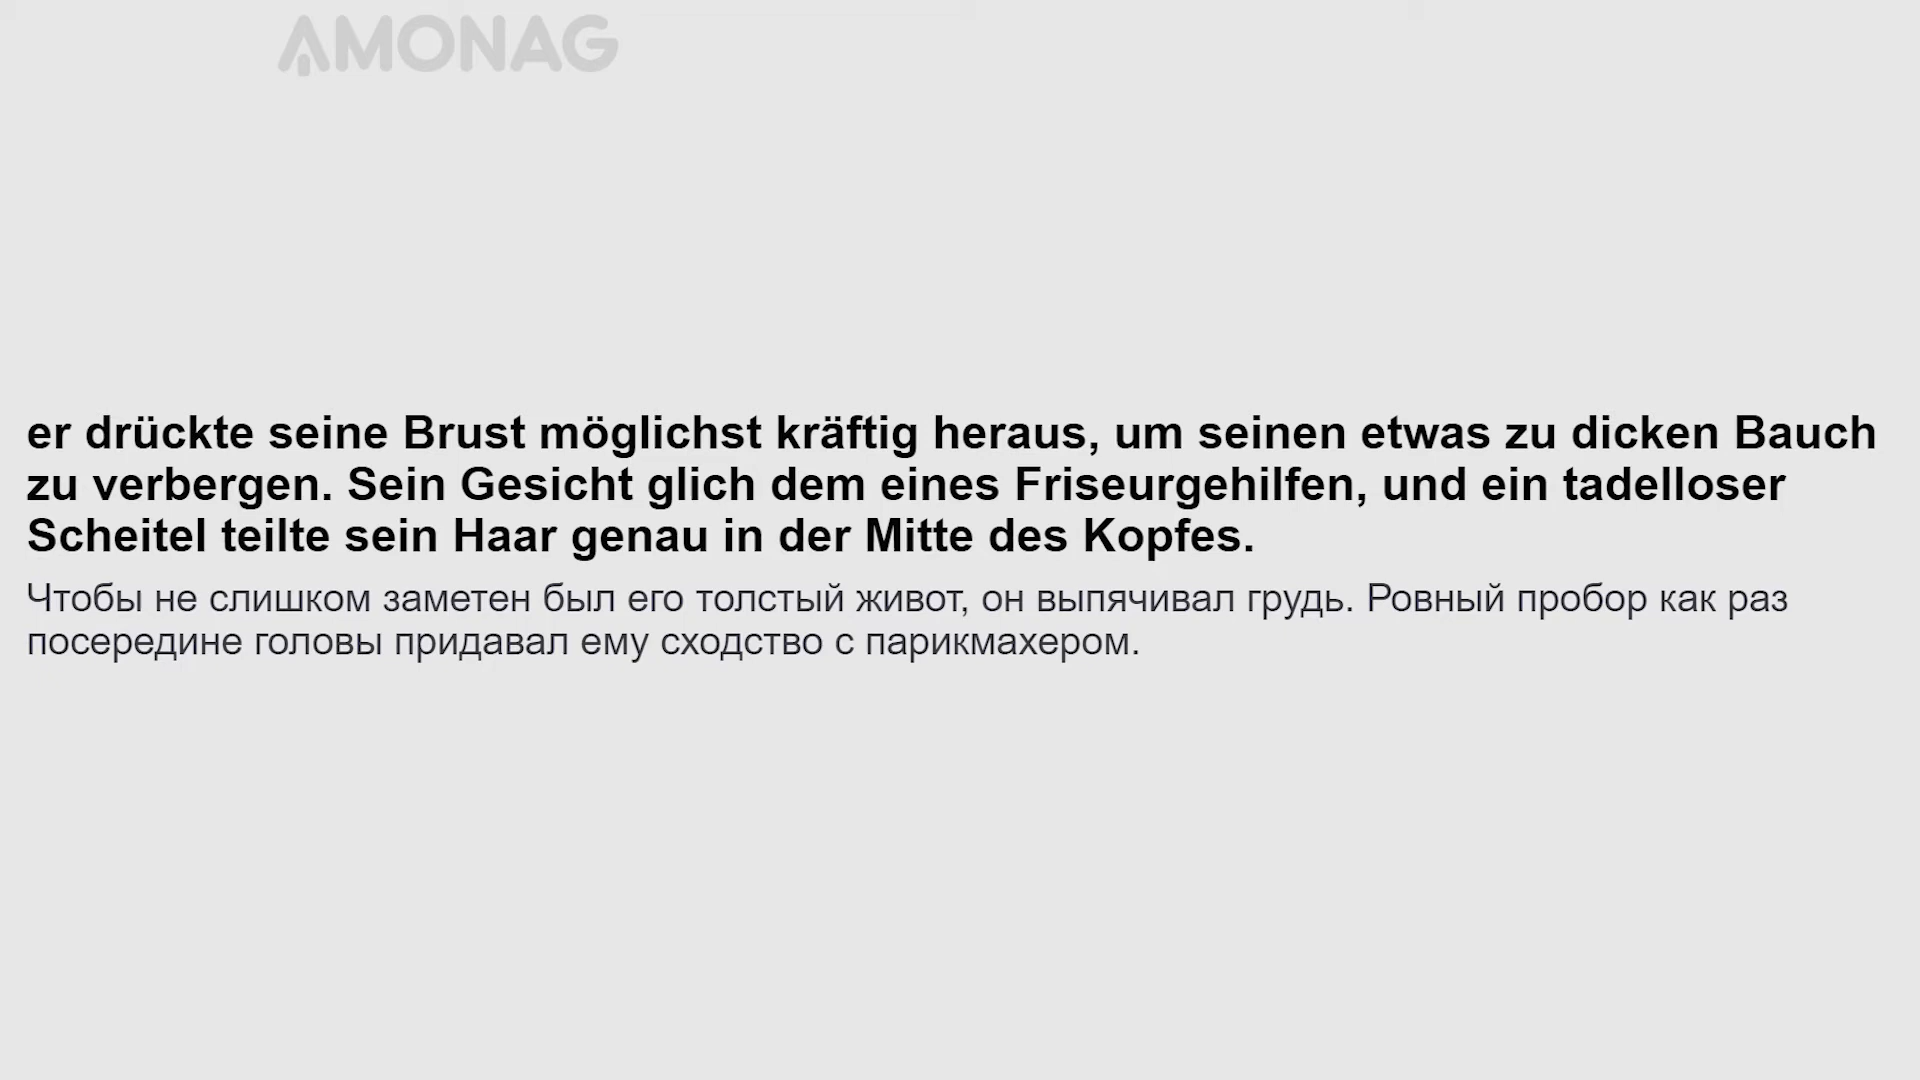 AMONAG
er drückte seine Brust möglichst kräftig heraus, um seinen etwas zu dicken Bauch
zu verbergen. Sein Gesicht glich dem eines Friseurgehilfen, und ein tadelloser
Scheitel teilte sein Haar genau in der Mitte des Kopfes.
Чтобы не слишком заметен был его толстый живот, он выпячивал грудь. Ровный пробор как раз
посередине головы придавал ему сходство с парикмахером.